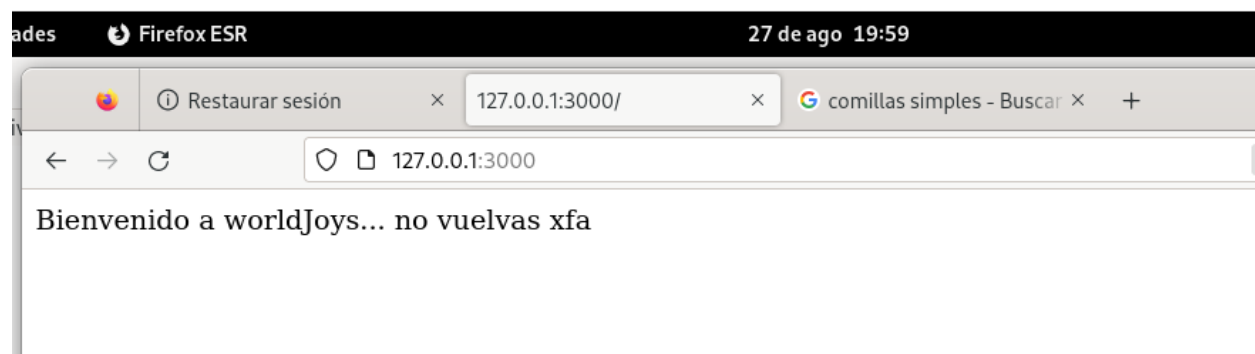 ades Firefox ESR 27 de ago 19:59
Restaurar sesión 127.0.0.1:3000/ comillas simples - Buscar
127.0.0.1:3000
Bienvenido a worldJoys... no vuelvas xfa